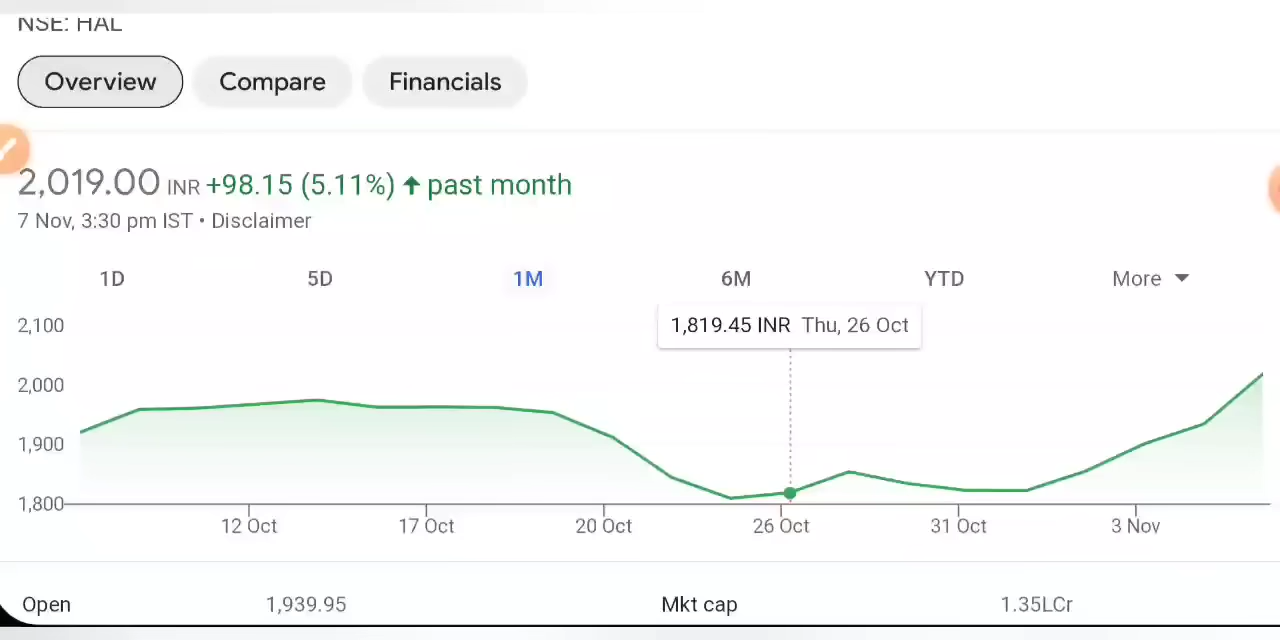 NSE: HAL
Overview Compare Financials
2,019.00 INR +98.15 (5.11%) ↑ past month
7 Nov, 3:30 pm IST • Disclaimer
1D 5D 1M 6M YTD More
1,819.45 INR Thu, 26 Oct
2,100
2,000
1,900
1,800
12 Oct 17 Oct 20 Oct 26 Oct 31 Oct 3 Nov
Open 1,939.95 Mkt cap 1.35LCr